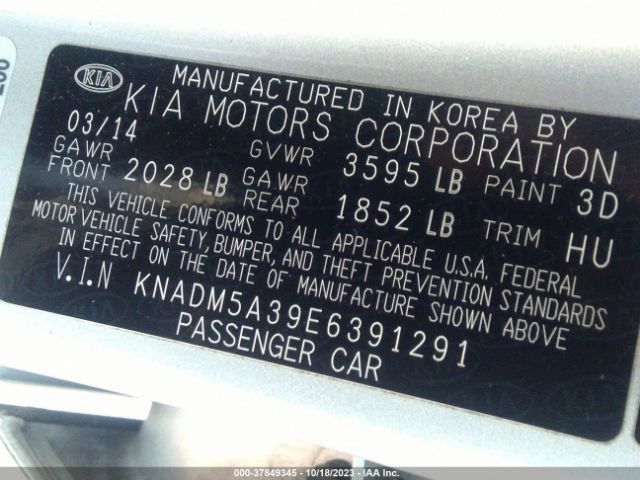 KIA
MANUFACTURED IN KOREA BY
KIA MOTORS CORPORATION
03/14
GAWR FRONT 2028 LB GVWR 3595 LB PAINT 3D
GAWR REAR 1852 LB TRIM HU
THIS VEHICLE CONFORMS TO ALL APPLICABLE U.S.A. FEDERAL
MOTOR VEHICLE SAFETY, BUMPER, AND THEFT PREVENTION STANDARDS
IN EFFECT ON THE DATE OF MANUFACTURE SHOWN ABOVE
V.I.N KNADM5A39E6391291
PASSENGER CAR
000-37849345 | 10/18/2023 - IAA Inc.